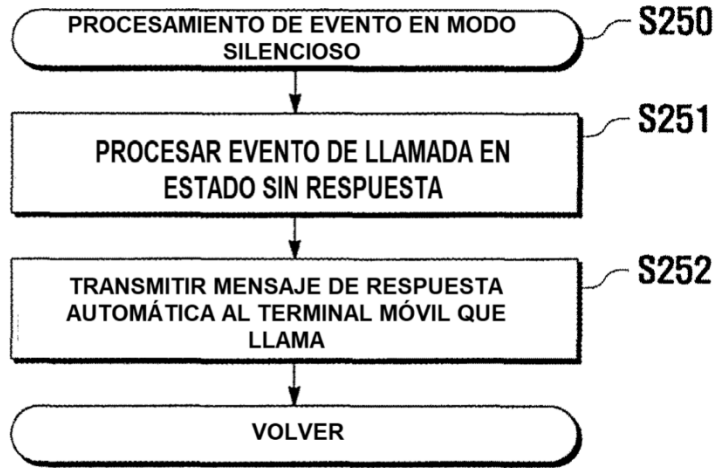 PROCESAMIENTO DE EVENTO EN MODO
SILENCIOSO
S250
PROCESAR EVENTO DE LLAMADA EN
ESTADO SIN RESPUESTA
S251
TRANSMITIR MENSAJE DE RESPUESTA
AUTOMÁTICA AL TERMINAL MÓVIL QUE
LLAMA
S252
VOLVER